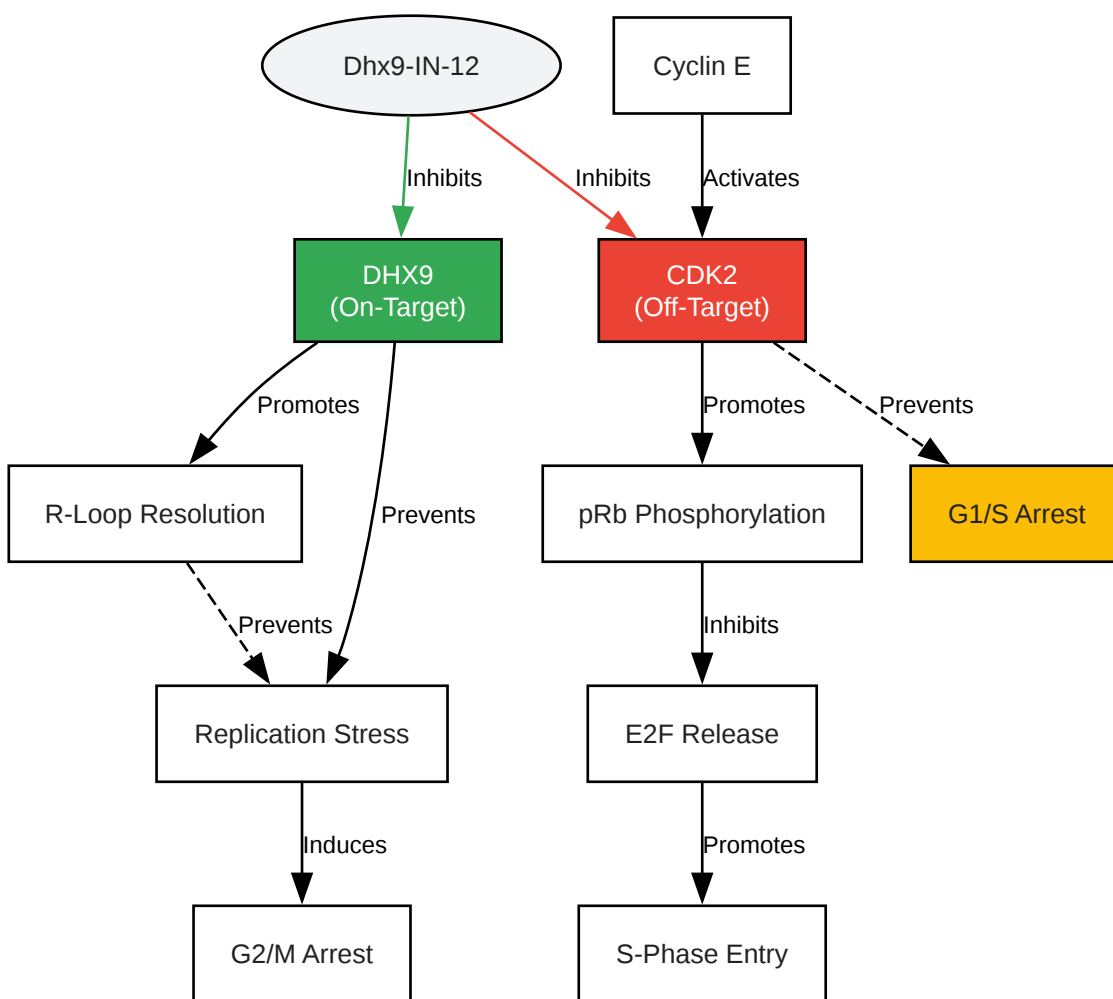 Dhx9-IN-12
Cyclin E
Inhibits
Inhibits
Activates
DHX9
(On-Target)
CDK2
(Off-Target)
Promotes
Promotes
Prevents
R-Loop Resolution
Prevents
pRb Phosphorylation
G1/S Arrest
Prevents
Inhibits
Replication Stress
E2F Release
Induces
Promotes
G2/M Arrest
S-Phase Entry